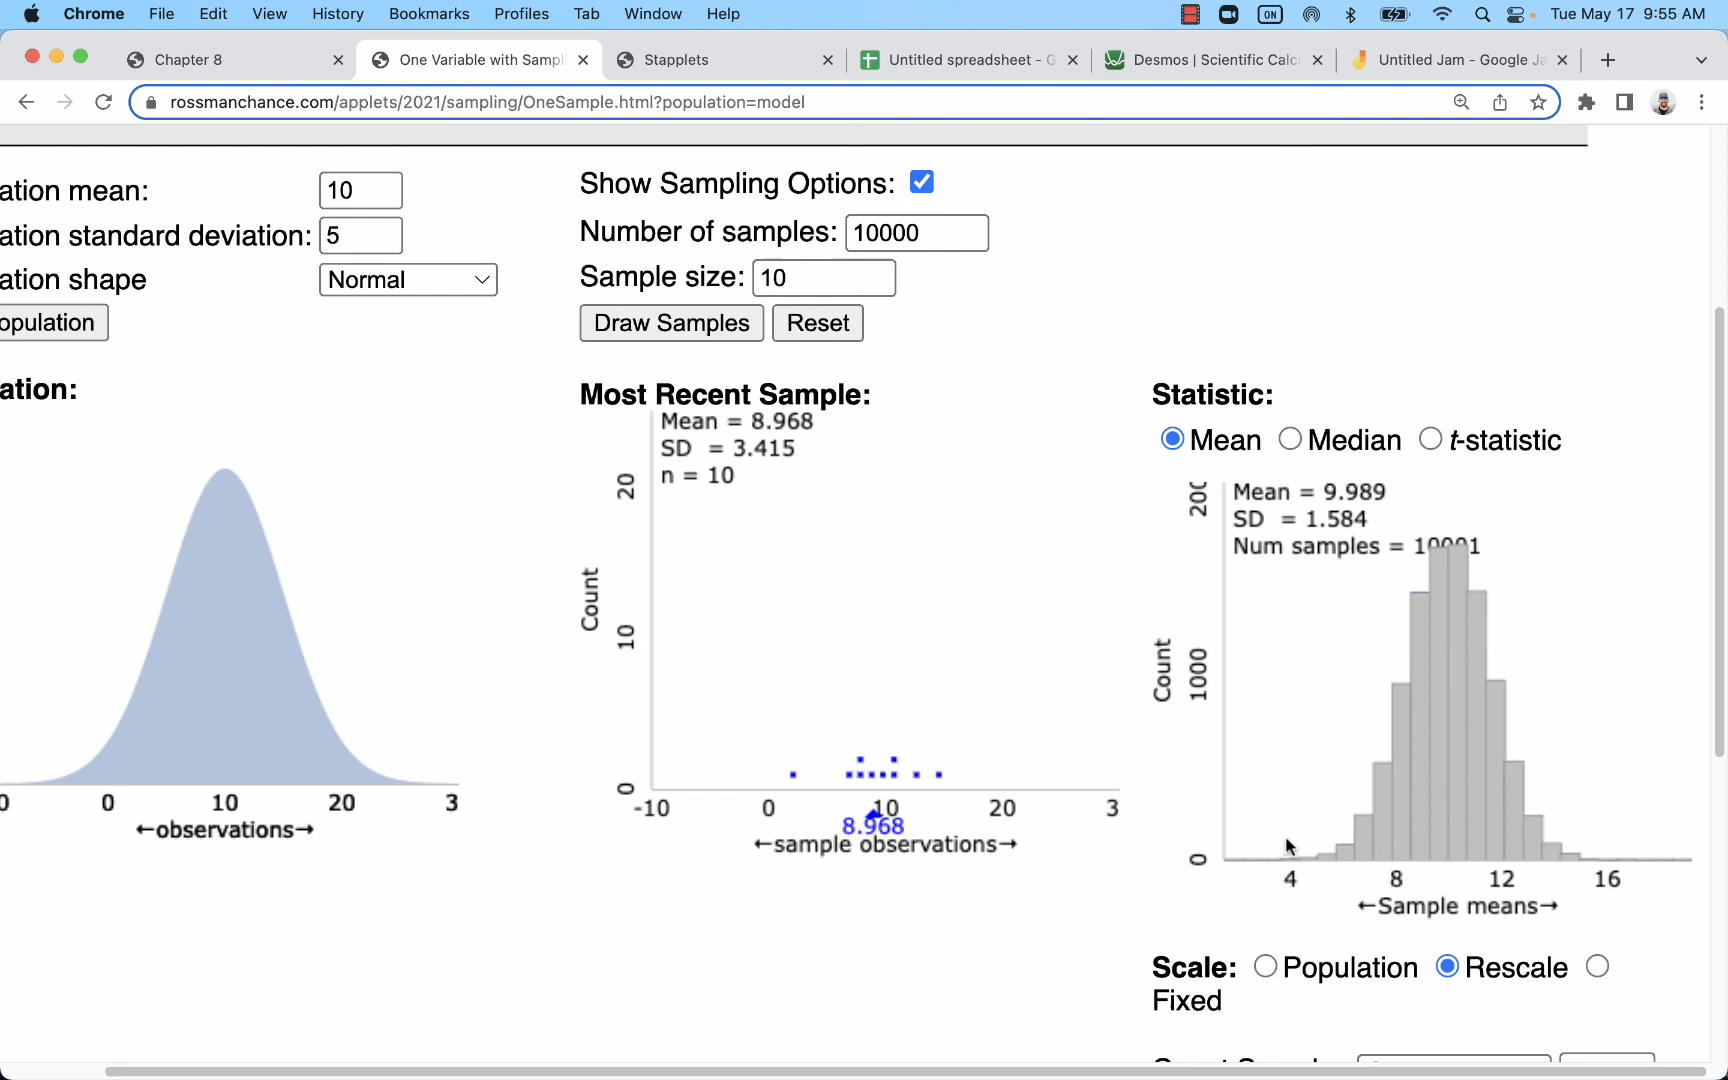 Chrome File Edit View History Bookmarks Profiles Tab Window Help ON Tue May 17 9:55 AM
Chapter 8 One Variable with Sampli Stapplets Untitled spreadsheet - G Desmos | Scientific Calc Untitled Jam - Google Ja
rossmanchance.com/applets/2021/sampling/OneSample.html?population=model
ation mean: 10
ation standard deviation: 5
ation shape Normal
opulation
Show Sampling Options:
Number of samples: 10000
Sample size: 10
Draw Samples Reset
ation:
0 0 10 20 3
←observations→
Most Recent Sample:
Mean = 8.968
SD = 3.415
n = 10
20
10
0
Count
-10 0 10 20 3
8.968
←sample observations→
Statistic:
Mean Median t-statistic
Mean = 9.989
SD = 1.584
Num samples = 10001
200
1000
0
Count
4 8 12 16
←Sample means→
Scale: Population Rescale
Fixed